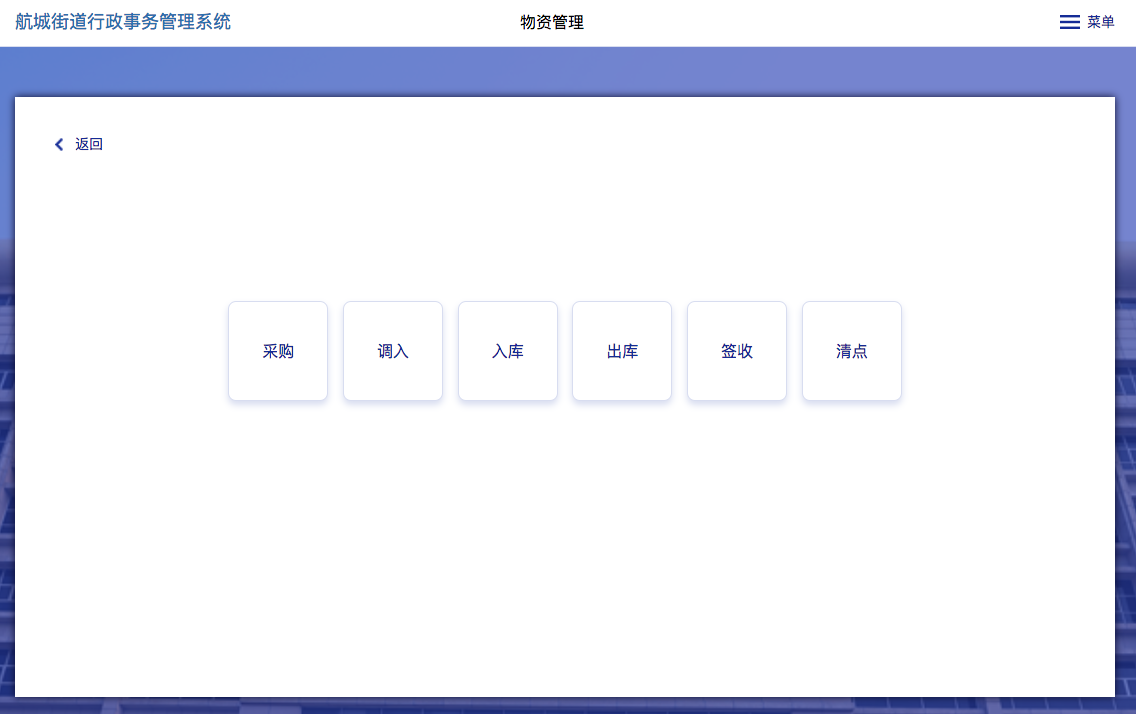 航城街道行政事务管理系统
物资管理
菜单
返回
采购
调入
入库
出库
签收
清点